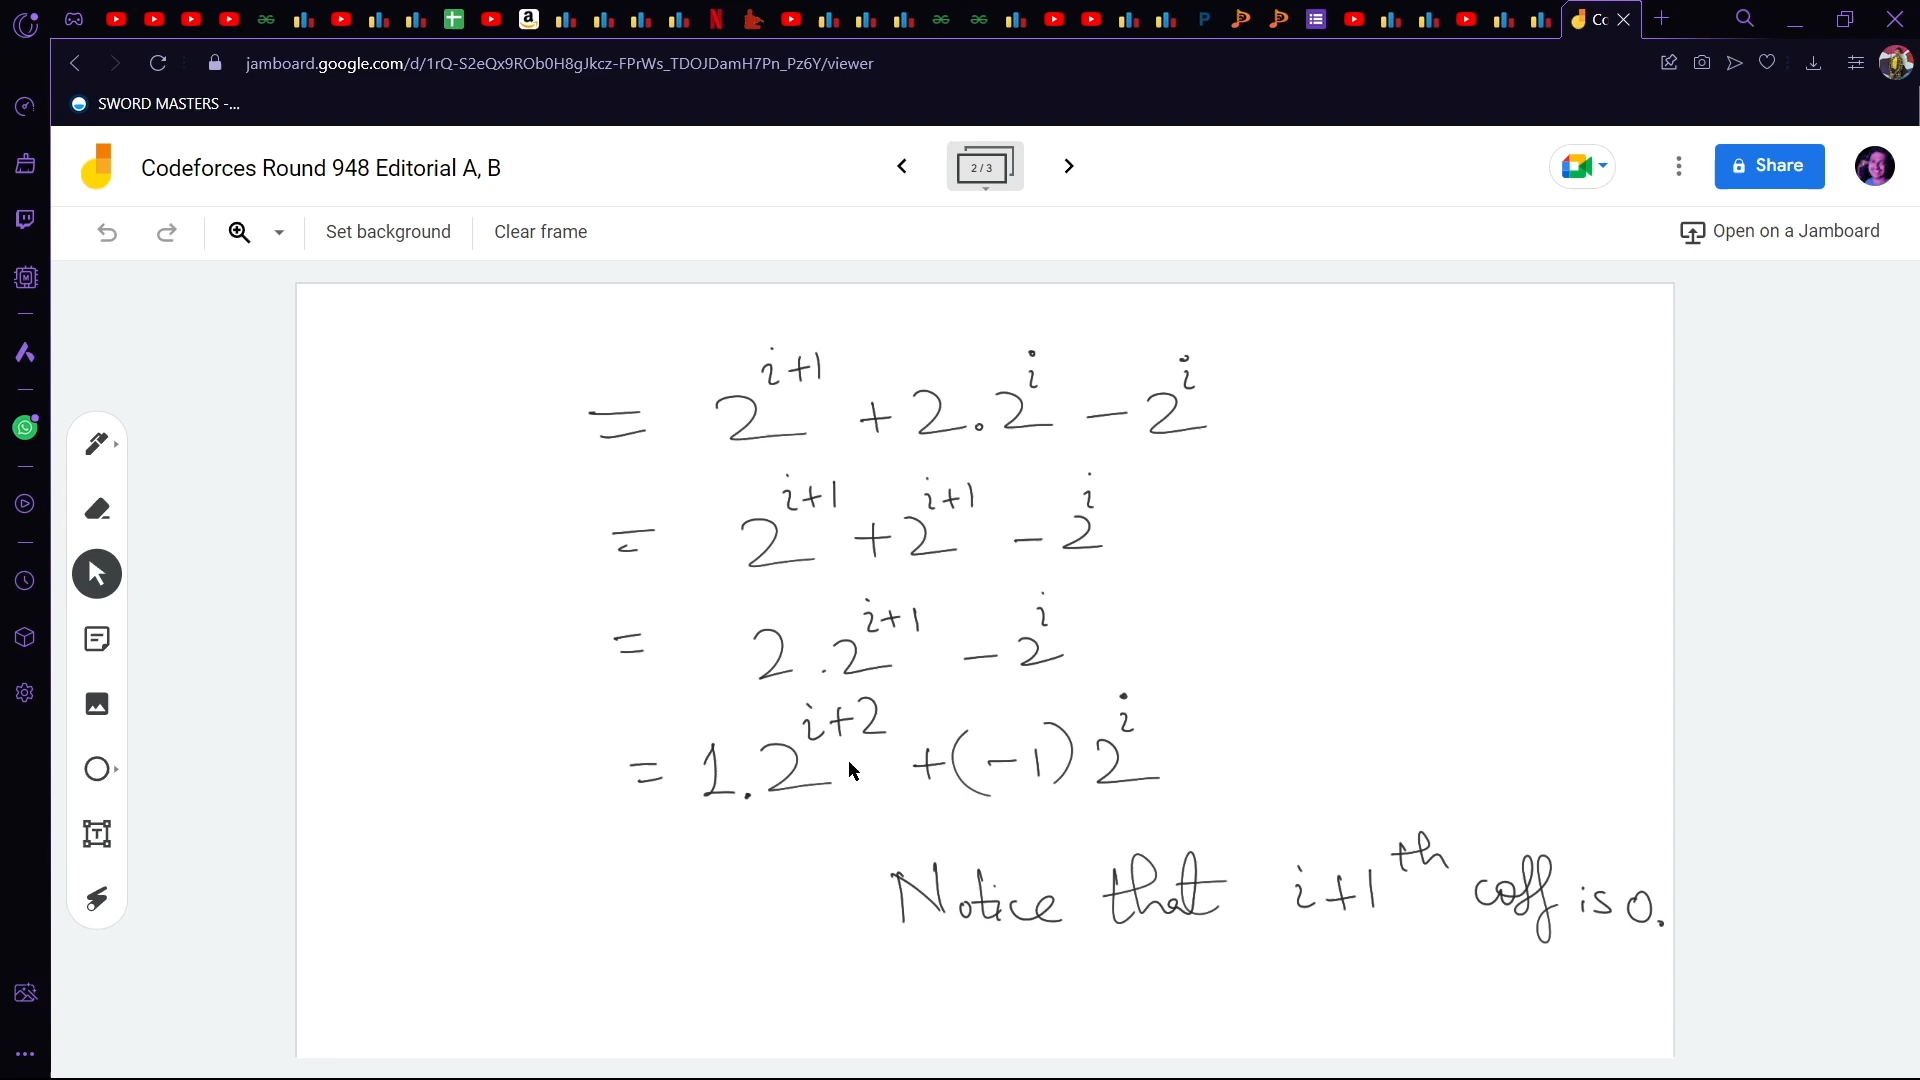 Cc
jamboard.google.com/d/1rQ-S2eQx9ROb0H8gJkcz-FPrWs_TDOJDamH7Pn_Pz6Y/viewer
SWORD MASTERS -...
Codeforces Round 948 Editorial A, B
2 / 3
Share
Set background
Clear frame
Open on a Jamboard
= 2^{i+1} + 2.2^{i} - 2^{i}
= 2^{i+1} + 2^{i+1} - 2^{i}
= 2.2^{i+1} - 2^{i}
= 1.2^{i+2} + (-1) 2^{i}
Notice that i+1^{th} coff is 0.